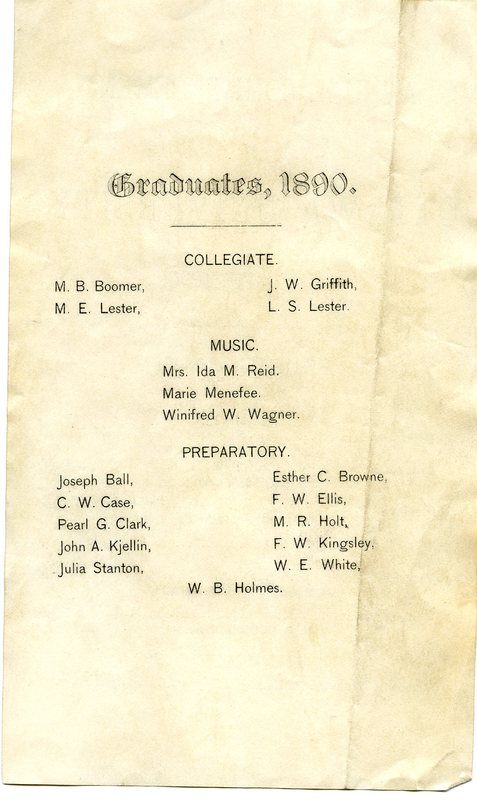 Graduates, 1890.
COLLEGIATE.
M. B. Boomer, J. W. Griffith,
M. E. Lester, L. S. Lester.
MUSIC.
Mrs. Ida M. Reid.
Marie Menefee.
Winifred W. Wagner.
PREPARATORY.
Joseph Ball, Esther C. Browne,
C. W. Case, F. W. Ellis,
Pearl G. Clark, M. R. Holt,
John A. Kjellin, F. W. Kingsley,
Julia Stanton, W. E. White,
W. B. Holmes.